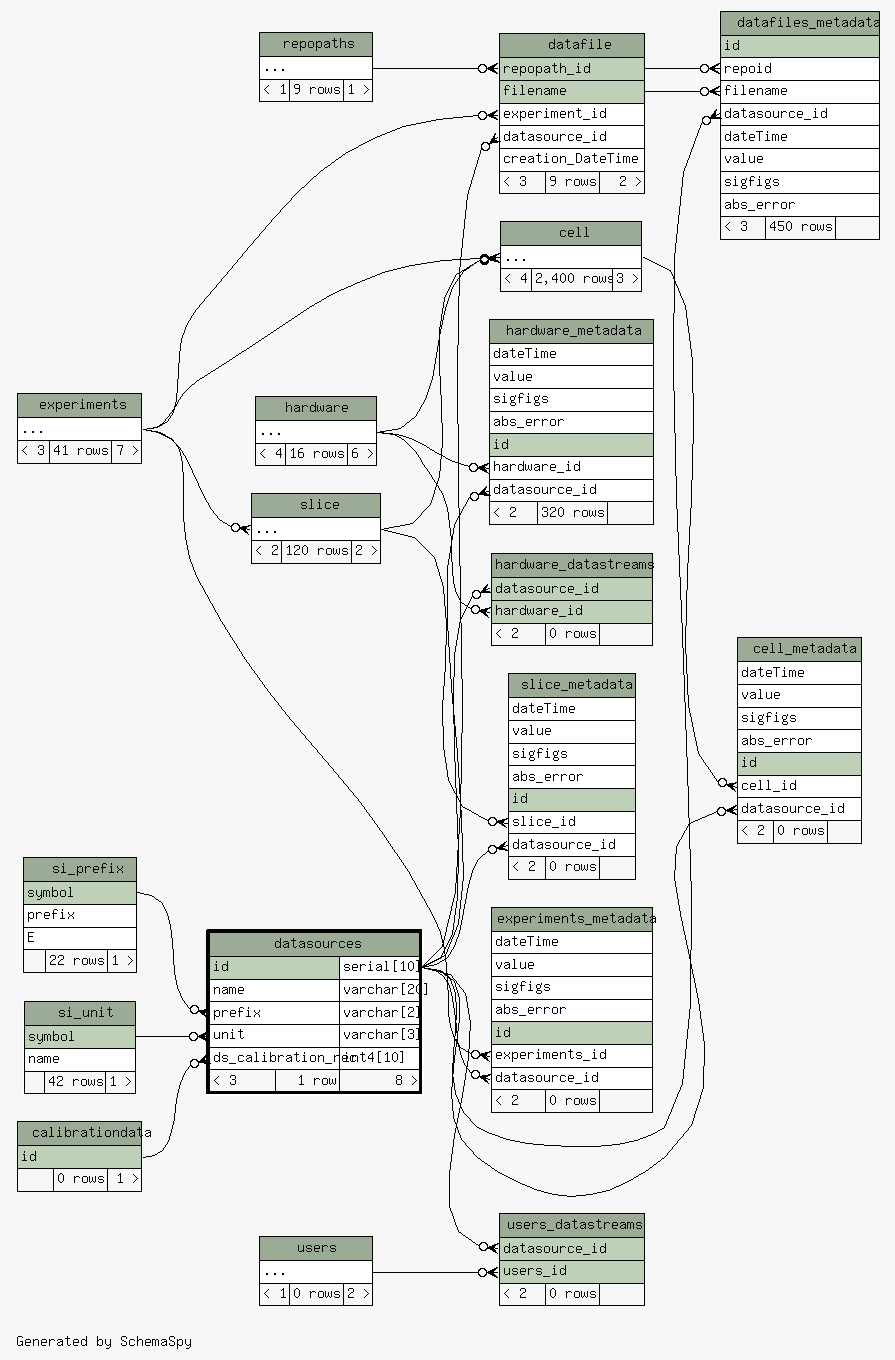 repopaths
...
< 1 9 rows 1 >
datafile
repopath_id
filename
experiment_id
datasource_id
creation_DateTime
< 3 9 rows 2 >
datafiles_metadata
id
repoid
filename
datasource_id
dateTime
value
sigfigs
abs_error
< 3 450 rows
cell
...
< 4 2,400 rows 3 >
hardware_metadata
dateTime
value
sigfigs
abs_error
id
hardware_id
datasource_id
< 2 320 rows
experiments
...
< 3 41 rows 7 >
hardware
...
< 4 16 rows 6 >
slice
...
< 2 120 rows 2 >
hardware_datastreams
datasource_id
hardware_id
< 2 0 rows
slice_metadata
dateTime
value
sigfigs
abs_error
id
slice_id
datasource_id
< 2 0 rows
cell_metadata
dateTime
value
sigfigs
abs_error
id
cell_id
datasource_id
< 2 0 rows
si_prefix
symbol
prefix
E
22 rows 1 >
si_unit
symbol
name
42 rows 1 >
calibrationdata
id
0 rows 1 >
datasources
id serial[10]
name varchar[20]
prefix varchar[2]
unit varchar[3]
ds_calibration_rec int4[10]
< 3 1 row 8 >
experiments_metadata
dateTime
value
sigfigs
abs_error
id
experiments_id
datasource_id
< 2 0 rows
users
...
< 1 0 rows 2 >
users_datastreams
datasource_id
users_id
< 2 0 rows
Generated by SchemaSpy